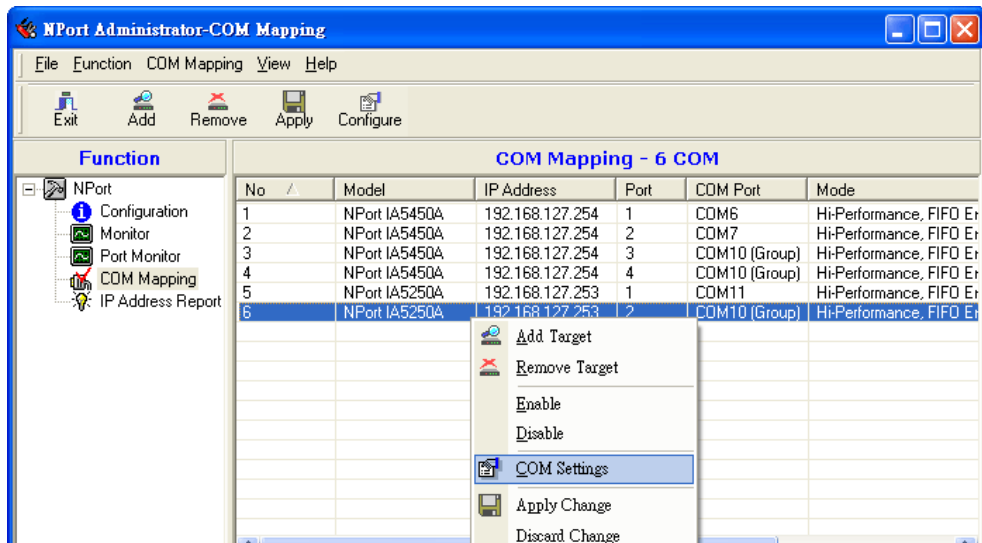 NPort Administrator-COM Mapping
File Function COM Mapping View Help
Exit Add Remove Apply Configure
Function
COM Mapping - 6 COM
NPort
Configuration
Monitor
Port Monitor
COM Mapping
IP Address Report
No Model IP Address Port COM Port Mode
1 NPort IA5450A 192.168.127.254 1 COM6 Hi-Performance, FIFO Er
2 NPort IA5450A 192.168.127.254 2 COM7 Hi-Performance, FIFO Er
3 NPort IA5450A 192.168.127.254 3 COM10 (Group) Hi-Performance, FIFO Er
4 NPort IA5450A 192.168.127.254 4 COM10 (Group) Hi-Performance, FIFO Er
5 NPort IA5250A 192.168.127.253 1 COM11 Hi-Performance, FIFO Er
6 NPort IA5250A 192.168.127.253 2 COM10 (Group) Hi-Performance, FIFO Er
Add Target
Remove Target
Enable
Disable
COM Settings
Apply Change
Discard Change